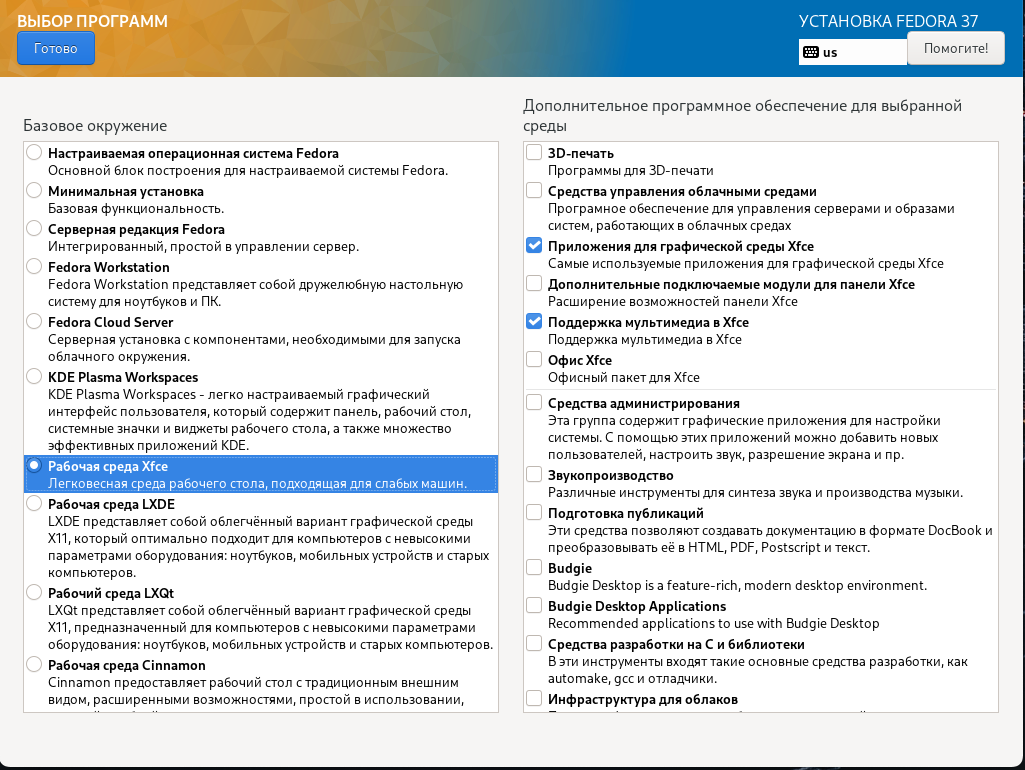 ВЫБОР ПРОГРАММ
Готово
УСТАНОВКА FEDORA 37
us
Помогите!
Базовое окружение
Настраиваемая операционная система Fedora
Основной блок построения для настраиваемой системы Fedora.
Минимальная установка
Базовая функциональность.
Серверная редакция Fedora
Интегрированный, простой в управлении сервер.
Fedora Workstation
Fedora Workstation представляет собой дружелюбную настольную
систему для ноутбуков и ПК.
Fedora Cloud Server
Серверная установка с компонентами, необходимыми для запуска
облачного окружения.
KDE Plasma Workspaces
KDE Plasma Workspaces - легко настраиваемый графический
интерфейс пользователя, который содержит панель, рабочий стол,
системные значки и виджеты рабочего стола, а также множество
эффективных приложений KDE.
Рабочая среда Xfce
Легковесная среда рабочего стола, подходящая для слабых машин.
Рабочая среда LXDE
LXDE представляет собой облегчённый вариант графической среды
X11, который оптимально подходит для компьютеров с невысокими
параметрами оборудования: ноутбуков, мобильных устройств и старых
компьютеров.
Рабочий среда LXQt
LXQt представляет собой облегчённый вариант графической среды
X11, предназначенный для компьютеров с невысокими параметрами
оборудования: ноутбуков, мобильных устройств и старых компьютеров.
Рабочая среда Cinnamon
Cinnamon предоставляет рабочий стол с традиционным внешним
видом, расширенными возможностями, простой в использовании,
Дополнительное программное обеспечение для выбранной
среды
3D-печать
Программы для 3D-печати
Средства управления облачными средами
Програмное обеспечение для управления серверами и образами
систем, работающих в облачных средах
Приложения для графической среды Xfce
Самые используемые приложения для графической среды Xfce
Дополнительные подключаемые модули для панели Xfce
Расширение возможностей панели Xfce
Поддержка мультимедиа в Xfce
Поддержка мультимедиа в Xfce
Офис Xfce
Офисный пакет для Xfce
Средства администрирования
Эта группа содержит графические приложения для настройки
системы. С помощью этих приложений можно добавить новых
пользователей, настроить звук, разрешение экрана и пр.
Звукопроизводство
Различные инструменты для синтеза звука и производства музыки.
Подготовка публикаций
Эти средства позволяют создавать документацию в формате DocBook и
преобразовывать её в HTML, PDF, Postscript и текст.
Budgie
Budgie Desktop is a feature-rich, modern desktop environment.
Budgie Desktop Applications
Recommended applications to use with Budgie Desktop
Средства разработки на C и библиотеки
В эти инструменты входят такие основные средства разработки, как
automake, gcc и отладчики.
Инфраструктура для облаков